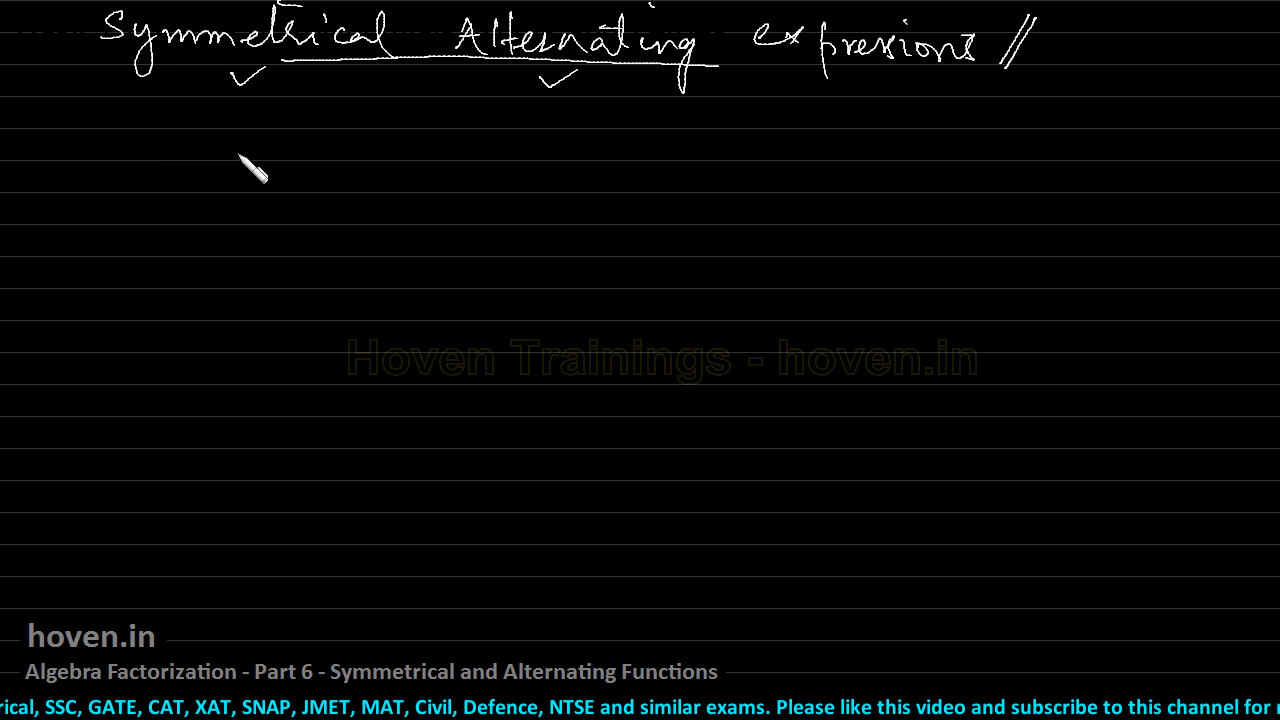 Symmetrical Alternating expressions //
Hoven Trainings - hoven.in
hoven.in
Algebra Factorization - Part 6 - Symmetrical and Alternating Functions
rical, SSC, GATE, CAT, XAT, SNAP, JMET, MAT, Civil, Defence, NTSE and similar exams. Please like this video and subscribe to this channel for